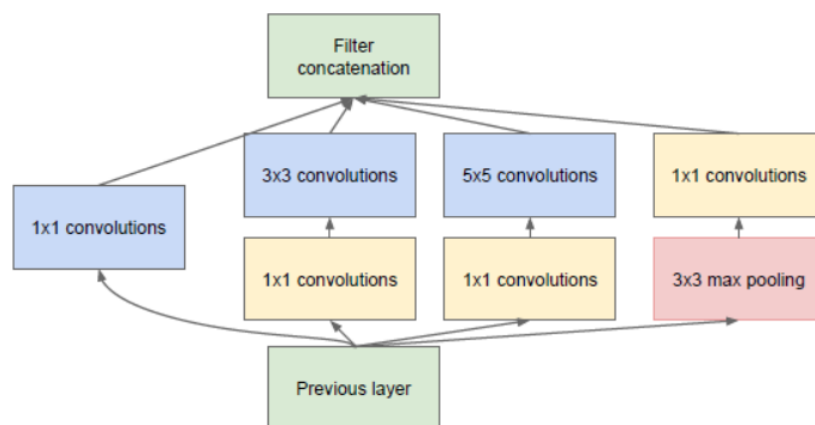 Filter
concatenation
3x3 convolutions
5x5 convolutions
1x1 convolutions
1x1 convolutions
1x1 convolutions
1x1 convolutions
3x3 max pooling
Previous layer